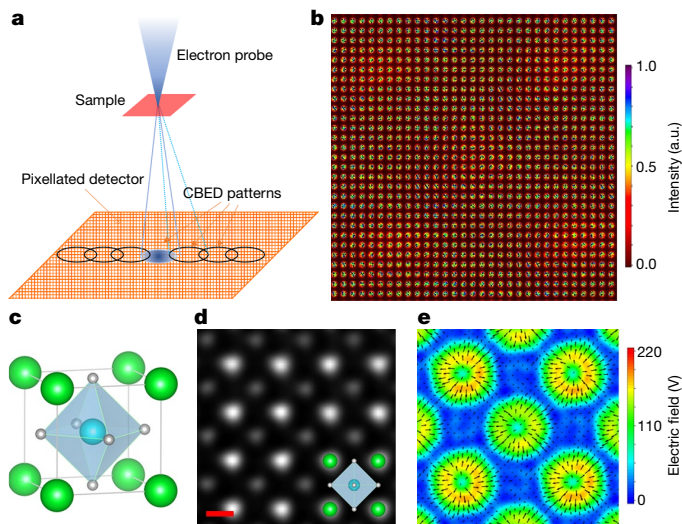 a
Electron probe
Sample
Pixellated detector
CBED patterns
b
1.0
0.5
0.0
Intensity (a.u.)
c
d
e
220
110
0
Electric field (V)